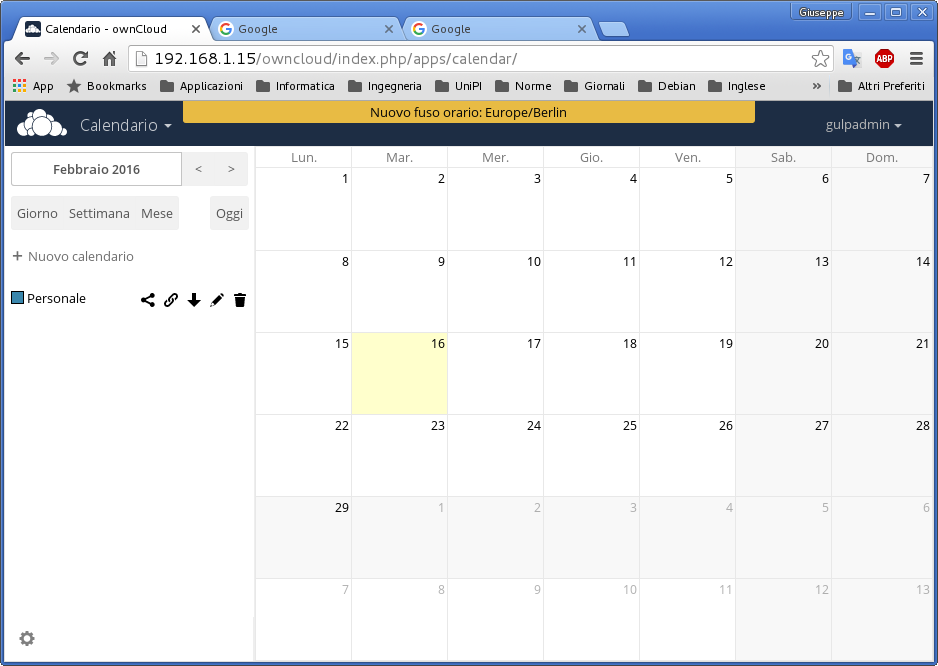 Giuseppe
Calendario - ownCloud
Google
Google
192.168.1.15/owncloud/index.php/apps/calendar/
ABP
App Bookmarks Applicazioni Informatica Ingegneria UniPI Norme Giornali Debian Inglese » Altri Preferiti
Nuovo fuso orario: Europe/Berlin
Calendario
gulpadmin
Febbraio 2016 < >
Giorno Settimana Mese Oggi
+ Nuovo calendario
Personale
Lun. Mar. Mer. Gio. Ven. Sab. Dom.
1 2 3 4 5 6 7
8 9 10 11 12 13 14
15 16 17 18 19 20 21
22 23 24 25 26 27 28
29 1 2 3 4 5 6
7 8 9 10 11 12 13